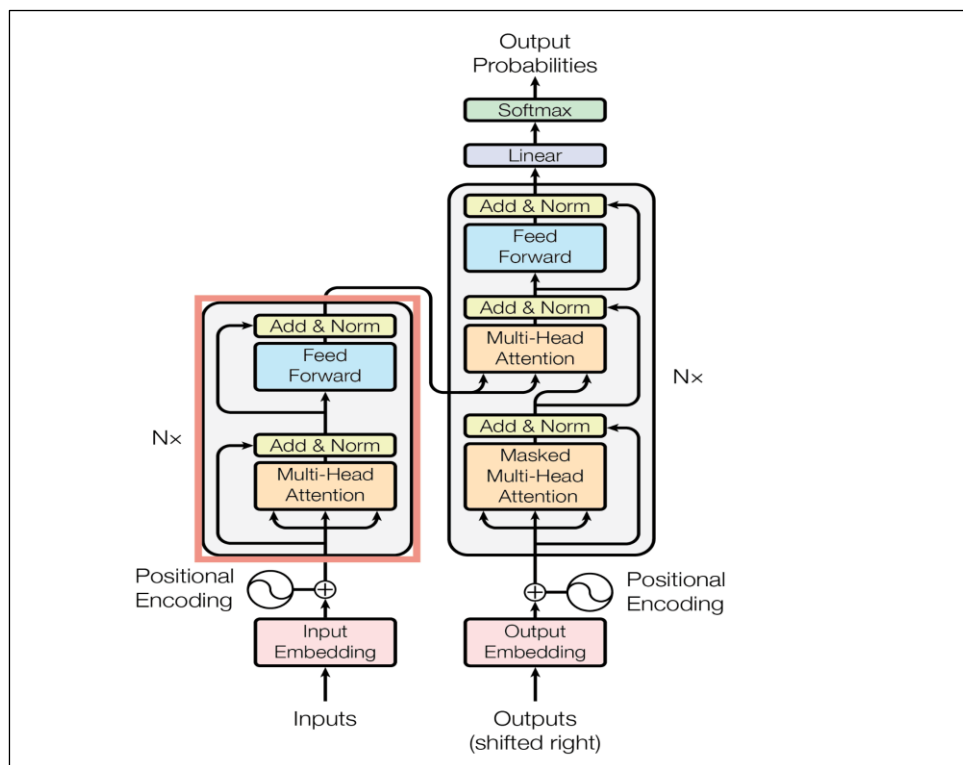 Output
Probabilities
Softmax
Linear
Add & Norm
Feed
Forward
Add & Norm
Multi-Head
Attention
Nx
Add & Norm
Masked
Multi-Head
Attention
Add & Norm
Feed
Forward
Nx
Add & Norm
Multi-Head
Attention
Positional
Encoding
Positional
Encoding
Input
Embedding
Output
Embedding
Inputs
Outputs
(shifted right)